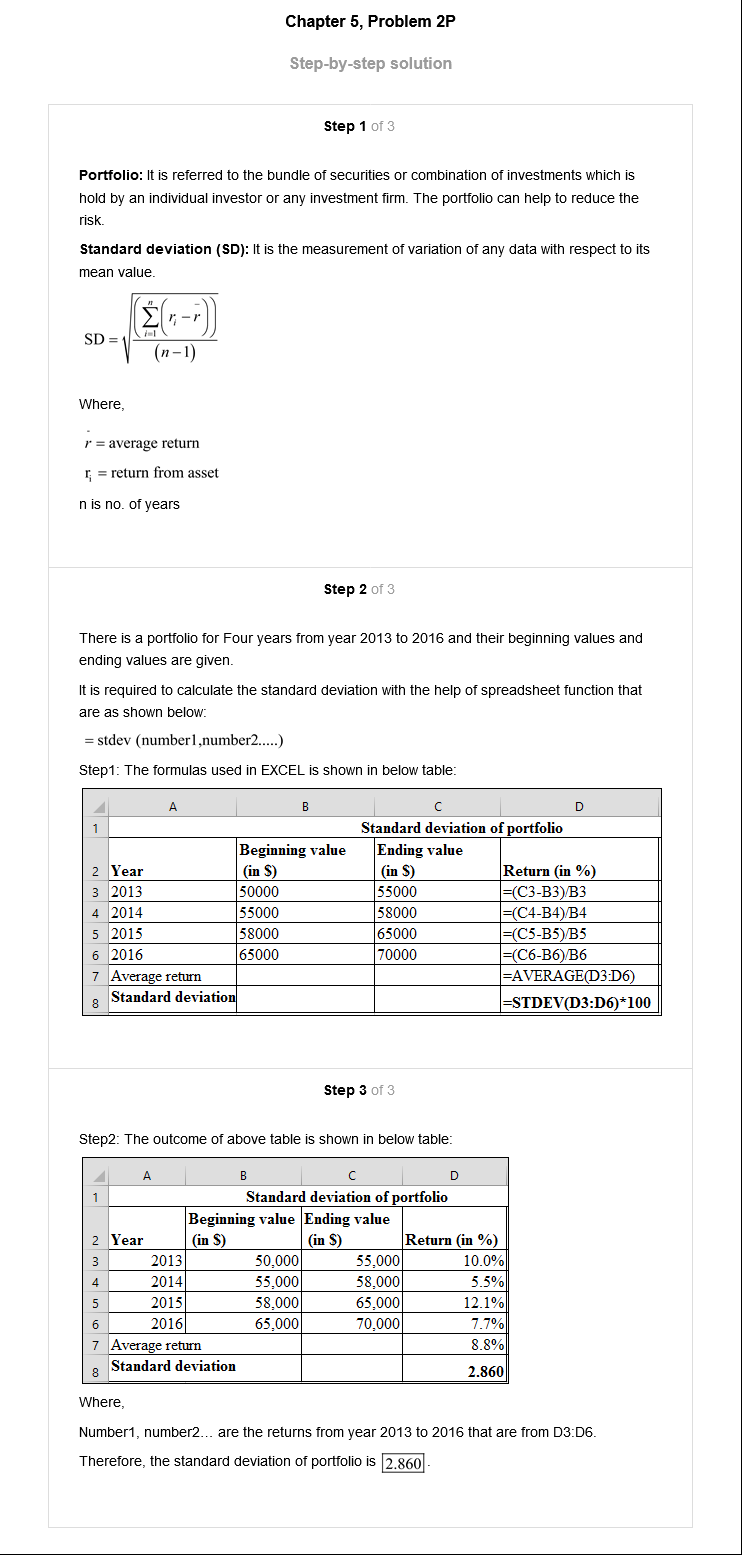 Chapter 5, Problem 2P
Step-by-step solution
Step 1 of 3
Portfolio: It is referred to the bundle of securities or combination of investments which is
hold by an individual investor or any investment firm. The portfolio can help to reduce the
risk.
Standard deviation (SD): It is the measurement of variation of any data with respect to its
mean value.
SD = √((∑ⁿᵢ₌₁(rᵢ − r̄))/(n−1))
Where,
r̄ = average return
rᵢ = return from asset
n is no. of years
Step 2 of 3
There is a portfolio for Four years from year 2013 to 2016 and their beginning values and
ending values are given.
It is required to calculate the standard deviation with the help of spreadsheet function that
are as shown below:
= stdev (number1,number2.....)
Step1: The formulas used in EXCEL is shown in below table:
A B C D
1 Standard deviation of portfolio
Beginning value Ending value
2 Year (in $) (in $) Return (in %)
3 2013 50000 55000 =(C3-B3)/B3
4 2014 55000 58000 =(C4-B4)/B4
5 2015 58000 65000 =(C5-B5)/B5
6 2016 65000 70000 =(C6-B6)/B6
7 Average return =AVERAGE(D3:D6)
8 Standard deviation =STDEV(D3:D6)*100
Step 3 of 3
Step2: The outcome of above table is shown in below table:
A B C D
1 Standard deviation of portfolio
Beginning value Ending value
2 Year (in $) (in $) Return (in %)
3 2013 50,000 55,000 10.0%
4 2014 55,000 58,000 5.5%
5 2015 58,000 65,000 12.1%
6 2016 65,000 70,000 7.7%
7 Average return 8.8%
8 Standard deviation 2.860
Where,
Number1, number2... are the returns from year 2013 to 2016 that are from D3:D6.
Therefore, the standard deviation of portfolio is 2.860.